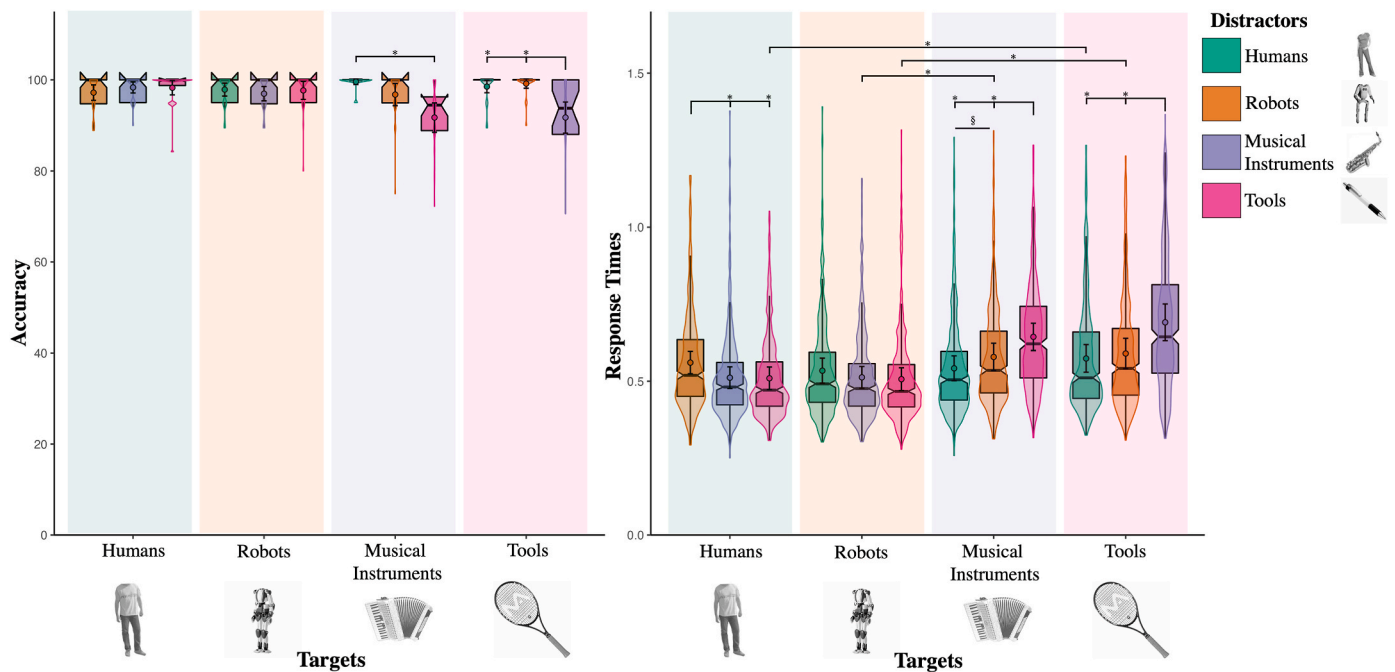 Accuracy
100
80
60
40
20
0
*
* *
Humans
Robots
Musical
Instruments
Tools
Targets
Response Times
1.5
1.0
0.5
0.0
*
*
*
* *
* *
* *
§
Humans
Robots
Musical
Instruments
Tools
Targets
Distractors
Humans
Robots
Musical
Instruments
Tools